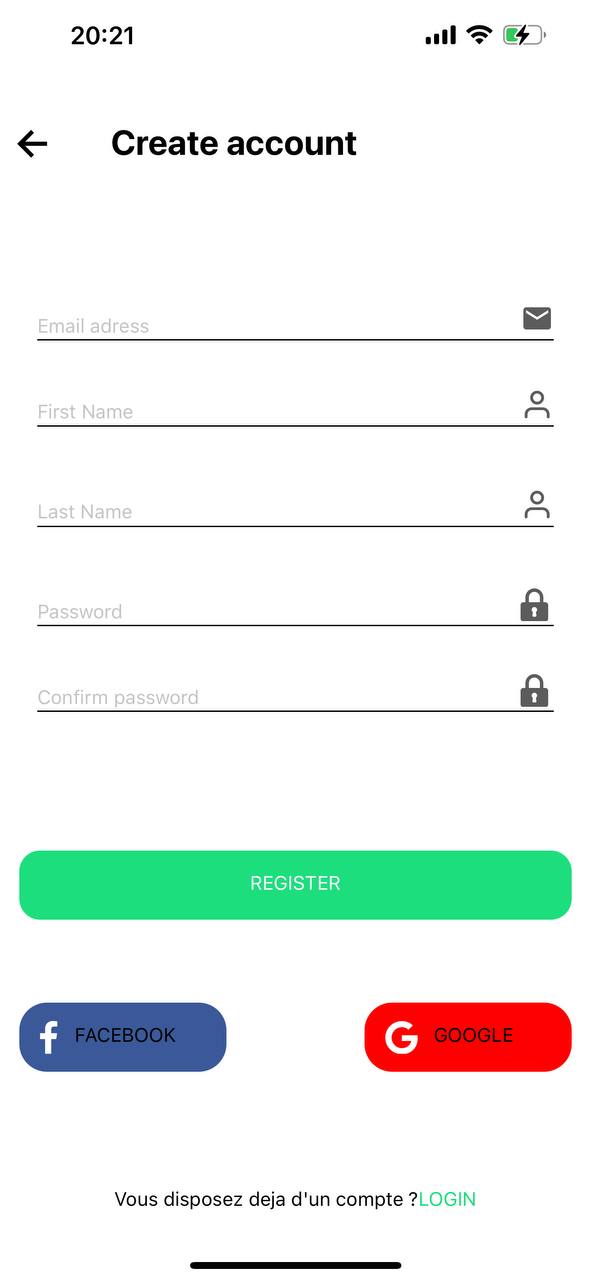 20:21
Create account
Email adress
First Name
Last Name
Password
Confirm password
REGISTER
FACEBOOK
GOOGLE
Vous disposez deja d'un compte ?LOGIN